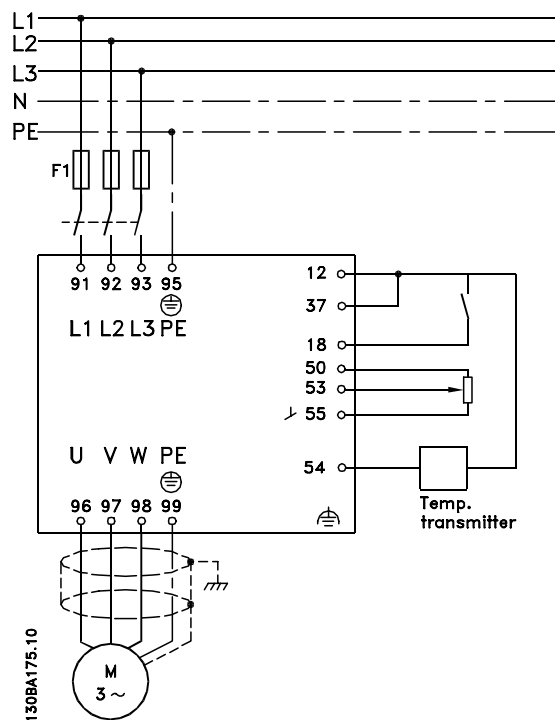 L1
L2
L3
N
PE
F1
91 92 93 95
L1 L2 L3 PE
12
37
18
50
53
55
54
U V W PE
96 97 98 99
Temp.
transmitter
M
3 ~
130BA175.10